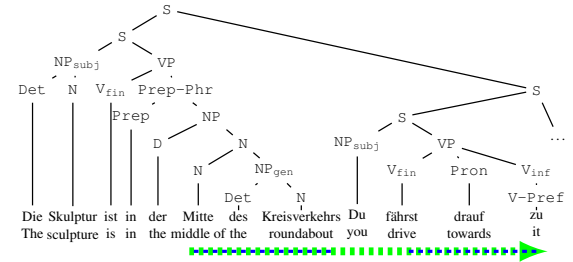 S
S
NPsubj VP S
Det N Vfin Prep-Phr
Prep NP S ...
D N NPsubj VP
N NPgen Vfin Pron Vinf
Det N V-Pref
Die Skulptur ist in der Mitte des Kreisverkehrs Du fährst drauf zu
The sculpture is in the middle of the roundabout you drive towards it